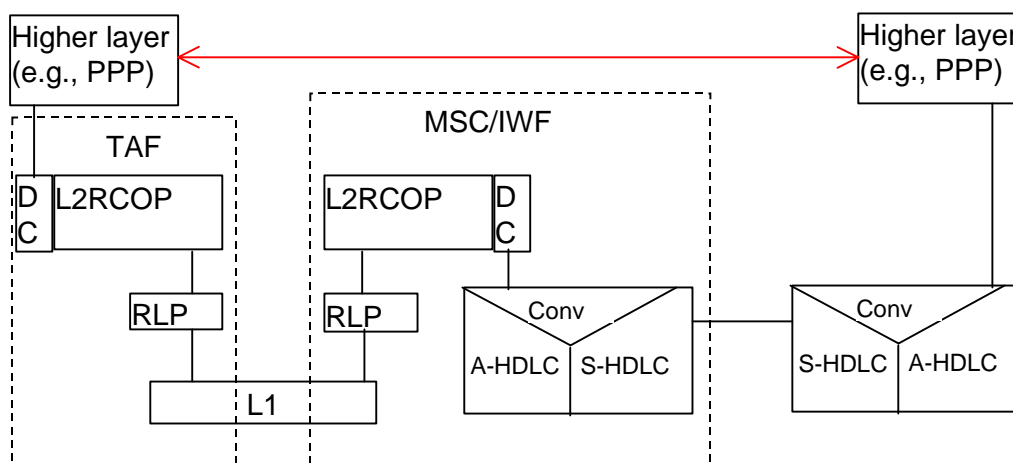 Higher layer
(e.g., PPP)
Higher layer
(e.g., PPP)
MSC/IWF
TAF
D
C
L2RCOP
L2RCOP
D
C
RLP
RLP
Conv
A-HDLC
S-HDLC
Conv
S-HDLC
A-HDLC
L1